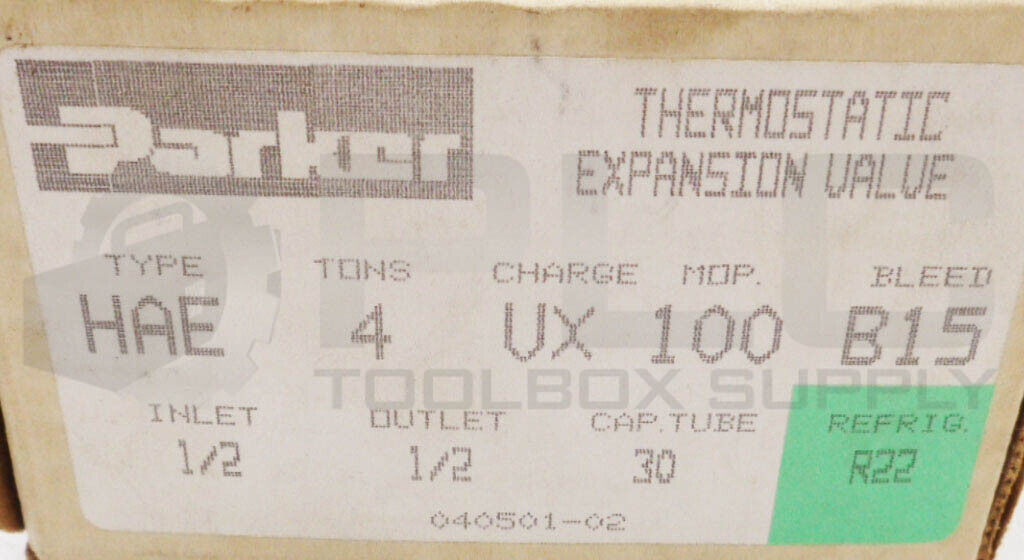 Parker
THERMOSTATIC
EXPANSION VALVE
TYPE TONS CHARGE MOP. BLEED
HAE 4 VX 100 B15
PLC
TOOLBOX SUPPLY
INLET OUTLET CAP.TUBE REFRIG.
1/2 1/2 30 R22
040501-02